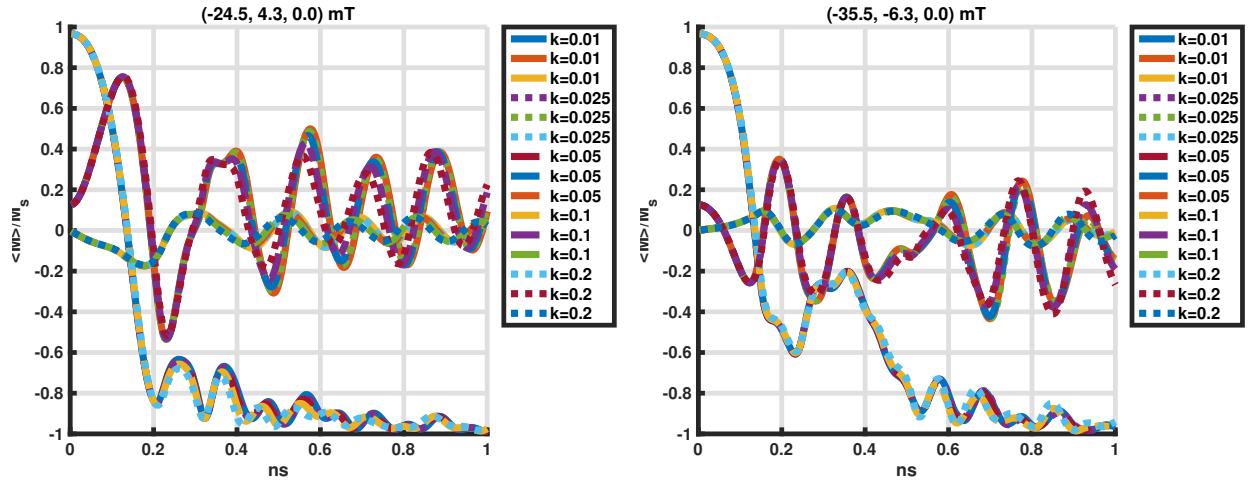 (-24.5, 4.3, 0.0) mT
1
0.8
0.6
0.4
0.2
0
-0.2
-0.4
-0.6
-0.8
-1
<M>/M_s
0 0.2 0.4 0.6 0.8 1
ns
k=0.01
k=0.01
k=0.01
k=0.025
k=0.025
k=0.025
k=0.05
k=0.05
k=0.05
k=0.1
k=0.1
k=0.1
k=0.2
k=0.2
k=0.2
(-35.5, -6.3, 0.0) mT
1
0.8
0.6
0.4
0.2
0
-0.2
-0.4
-0.6
-0.8
-1
<M>/M_s
0 0.2 0.4 0.6 0.8 1
ns
k=0.01
k=0.01
k=0.01
k=0.025
k=0.025
k=0.025
k=0.05
k=0.05
k=0.05
k=0.1
k=0.1
k=0.1
k=0.2
k=0.2
k=0.2